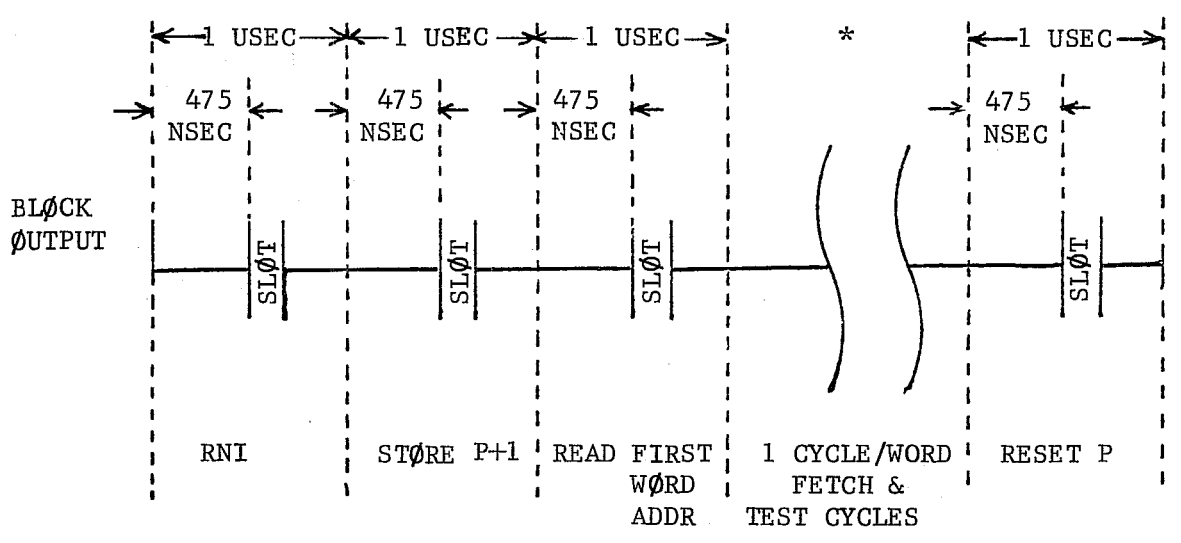 1 USEC 1 USEC 1 USEC * 1 USEC
475 475 475 475
NSEC NSEC NSEC NSEC
BLØCK
ØUTPUT
SLØT SLØT SLØT SLØT
RNI STØRE P+1 READ FIRST 1 CYCLE/WORD RESET P
WØRD FETCH &
ADDR TEST CYCLES